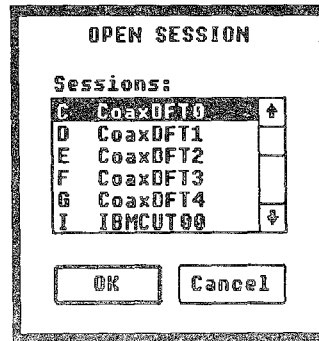 OPEN SESSION
Sessions:
C CoaxDFT0
D CoaxDFT1
E CoaxDFT2
F CoaxDFT3
G CoaxDFT4
I IBMCUT00
OK Cancel